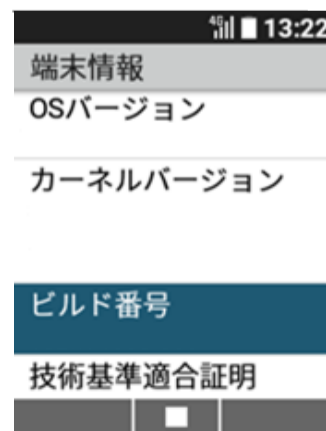 4G 13:22
端末情報
OSバージョン
カーネルバージョン
ビルド番号
技術基準適合証明